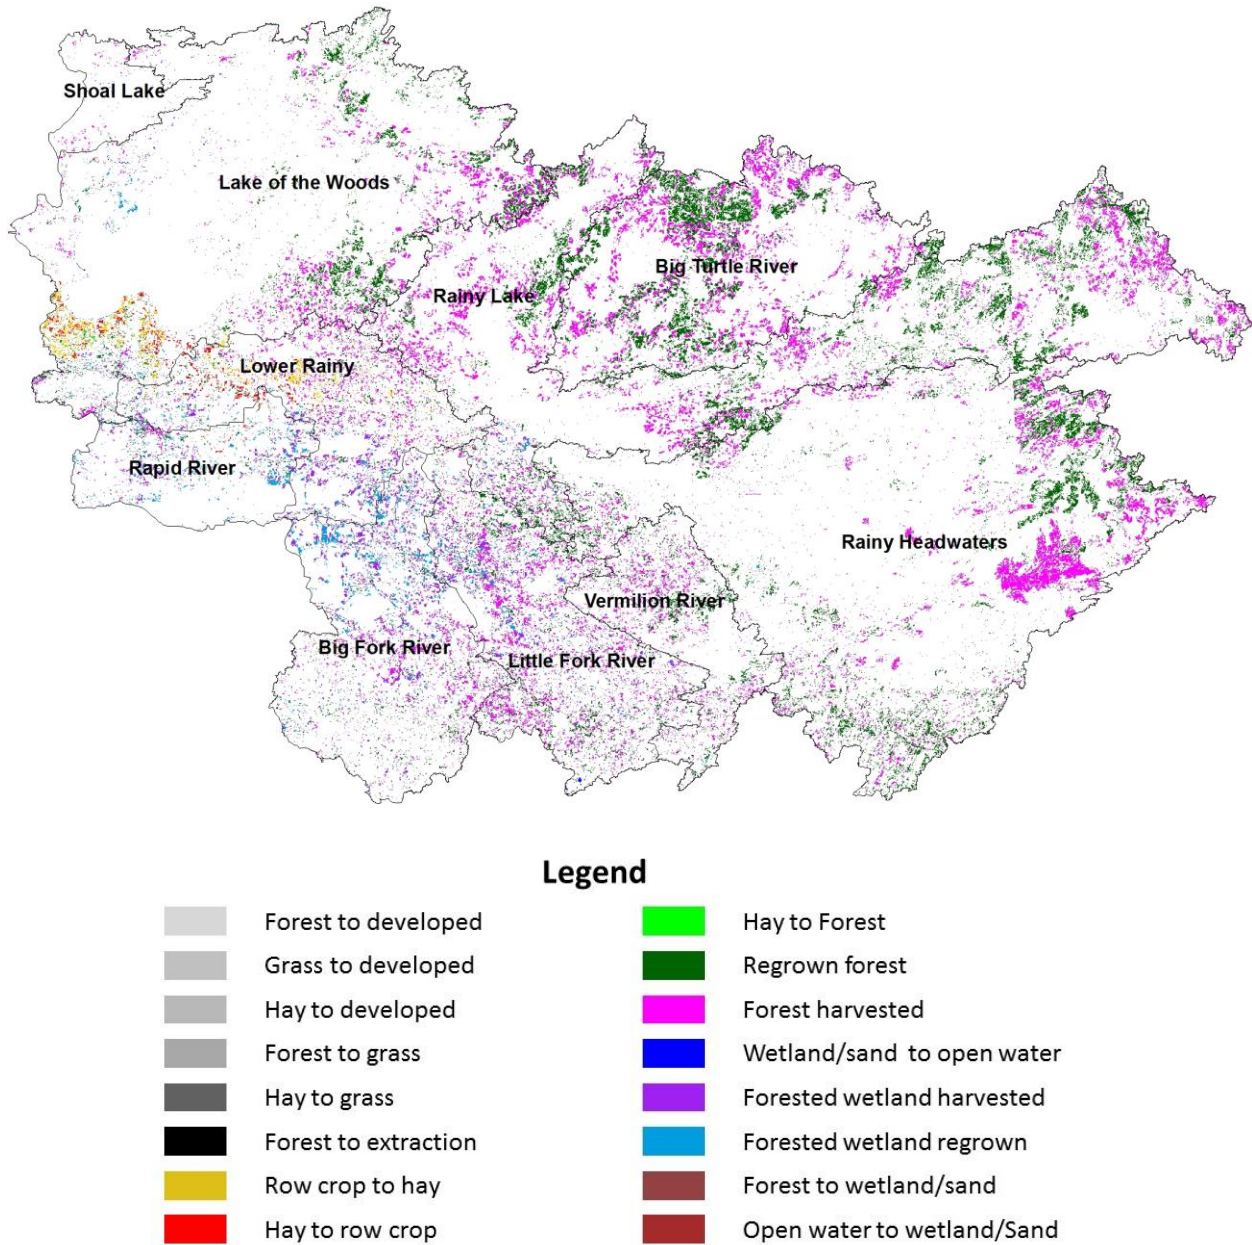 Shoal Lake
Lake of the Woods
Big Turtle River
Rainy Lake
Lower Rainy
Rapid River
Rainy Headwaters
Vermilion River
Big Fork River
Little Fork River
Legend
Forest to developed
Grass to developed
Hay to developed
Forest to grass
Hay to grass
Forest to extraction
Row crop to hay
Hay to row crop
Hay to Forest
Regrown forest
Forest harvested
Wetland/sand to open water
Forested wetland harvested
Forested wetland regrown
Forest to wetland/sand
Open water to wetland/Sand